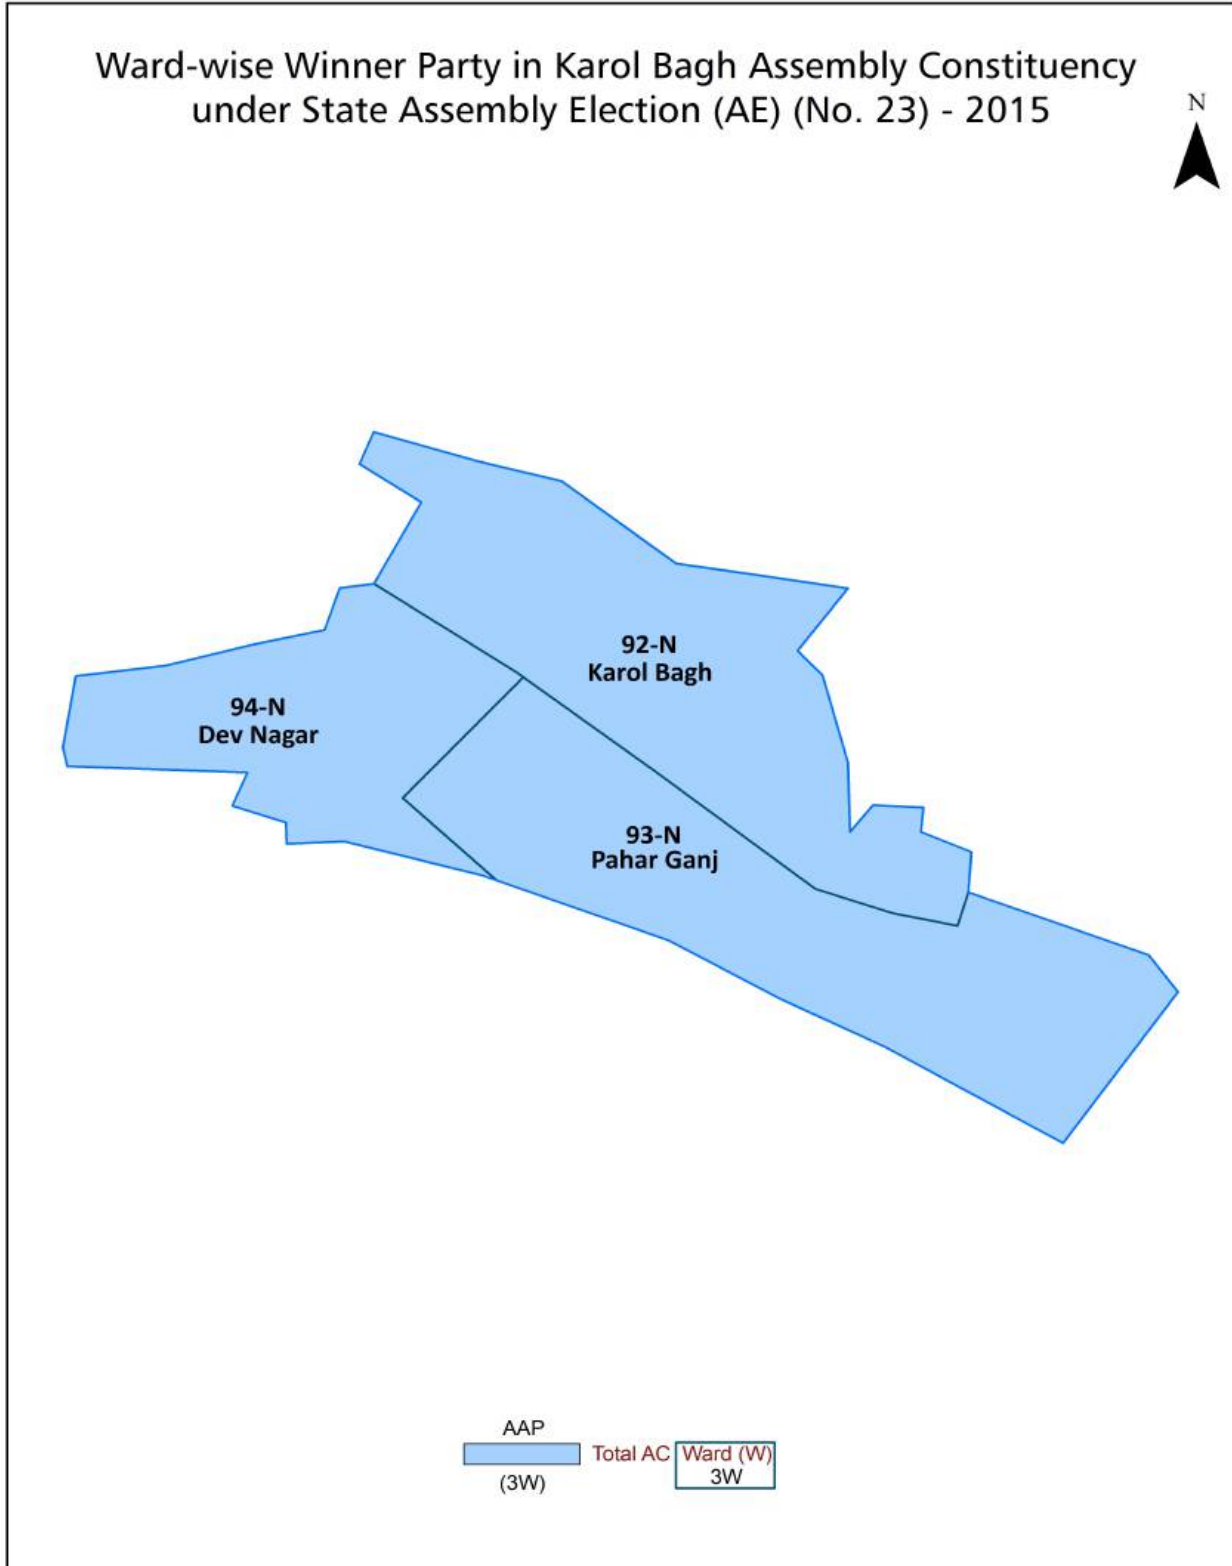 Ward-wise Winner Party in Karol Bagh Assembly Constituency
under State Assembly Election (AE) (No. 23) - 2015
N
92-N
Karol Bagh
94-N
Dev Nagar
93-N
Pahar Ganj
AAP
(3W)
Total AC
Ward (W)
3W